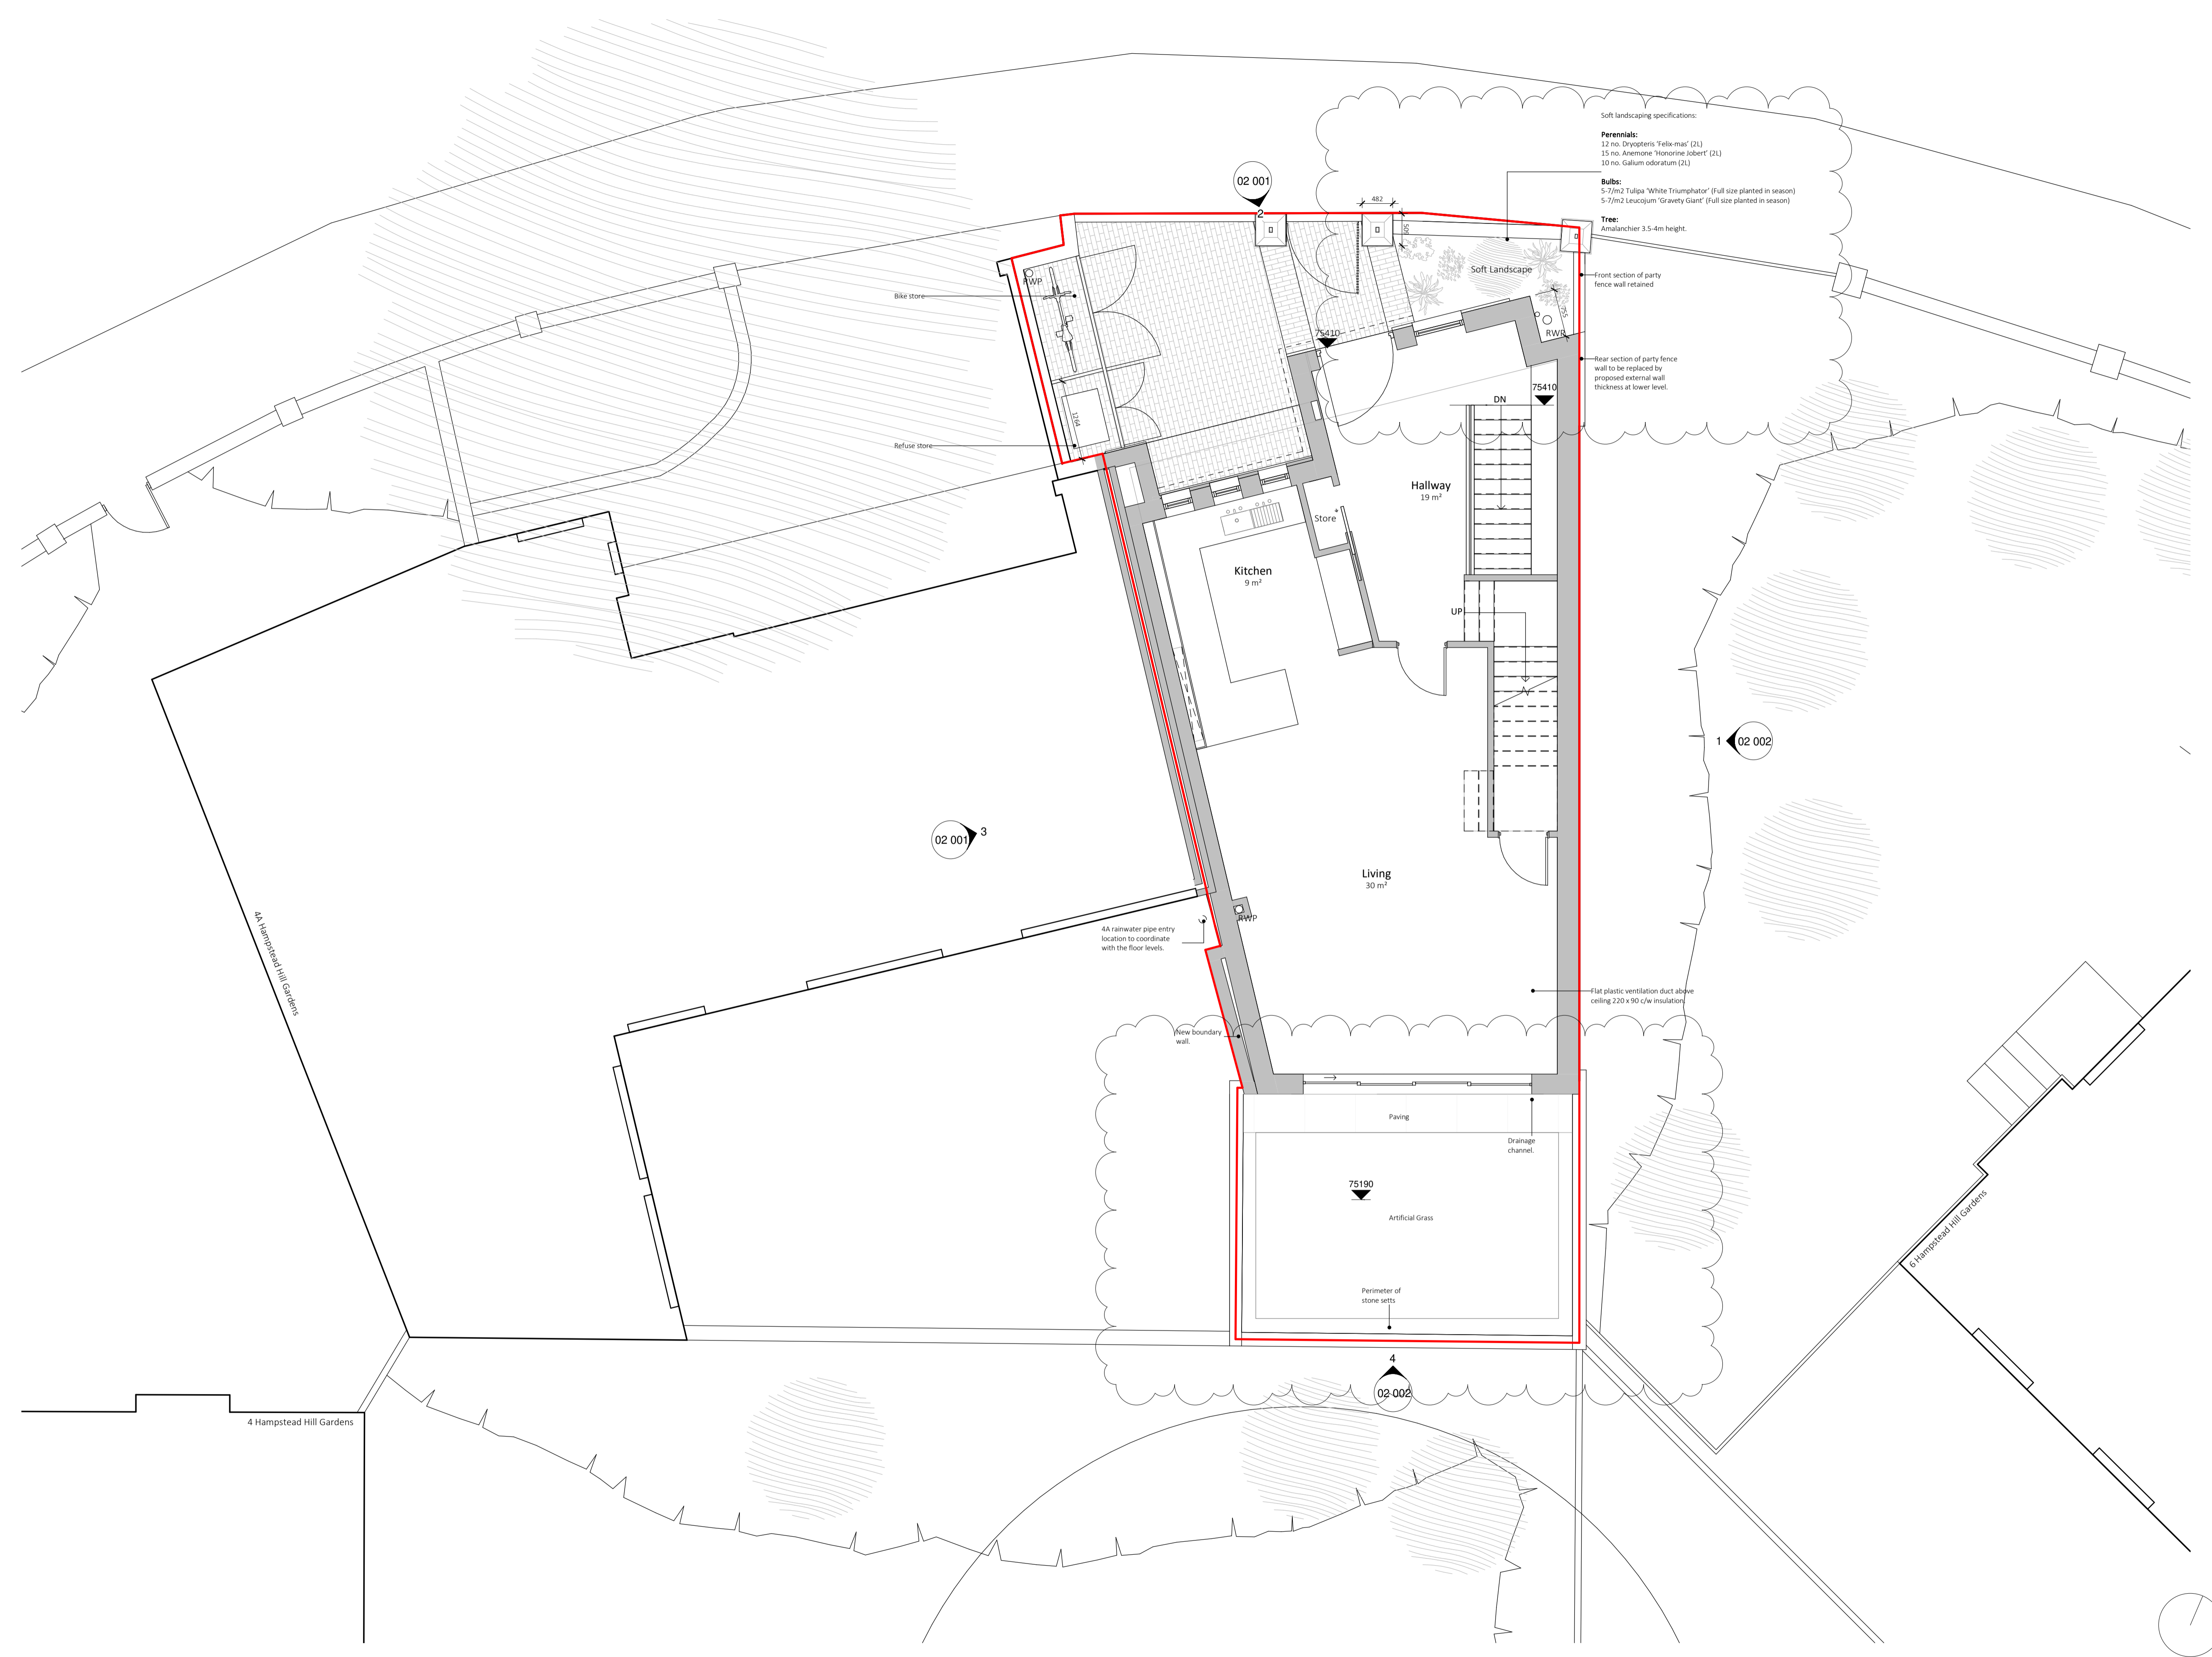 Soft landscaping specifications:
Perennials:
12 no. Dryopteris 'Felix-mas' (2L)
15 no. Anemone 'Honorine Jobert' (2L)
10 no. Galium odoratum (2L)
Bulbs:
5-7/m2 Tulipa 'White Triumphator' (Full size planted in season)
5-7/m2 Leucojum 'Gravety Giant' (Full size planted in season)
Tree:
Amalanchier 3.5-4m height.
02 001
2
482
505
Soft Landscape
Front section of party
fence wall retained
RWP
Bike store
755
75410
RWP
Rear section of party fence
wall to be replaced by
proposed external wall
thickness at lower level.
75410
DN
1264
Refuse store
Hallway
19 m²
Store
Kitchen
9 m²
UP
1
02 002
02 001
3
Living
30 m²
RWP
4A rainwater pipe entry
location to coordinate
with the floor levels.
4A Hampstead Hill Gardens
Flat plastic ventilation duct above
ceiling 220 x 90 c/w insulation
New boundary
wall.
Paving
Drainage
channel.
75190
Artificial Grass
6 Hampstead Hill Gardens
Perimeter of
stone setts
4
02 002
4 Hampstead Hill Gardens